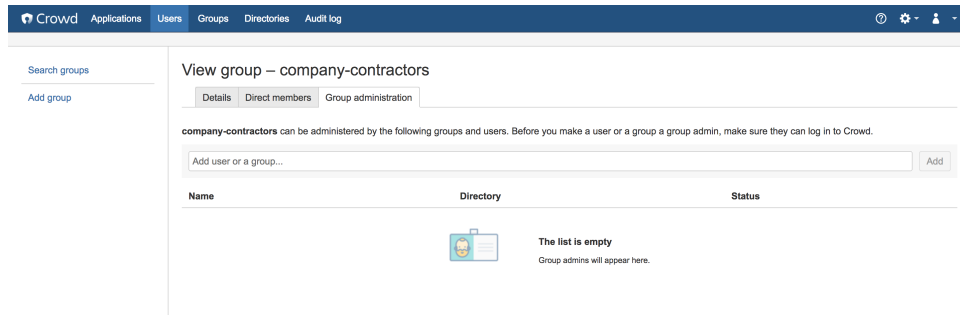 Crowd Applications Users Groups Directories Audit log
Search groups
Add group
View group – company-contractors
Details Direct members Group administration
company-contractors can be administered by the following groups and users. Before you make a user or a group a group admin, make sure they can log in to Crowd.
Add user or a group... Add
Name Directory Status
The list is empty
Group admins will appear here.